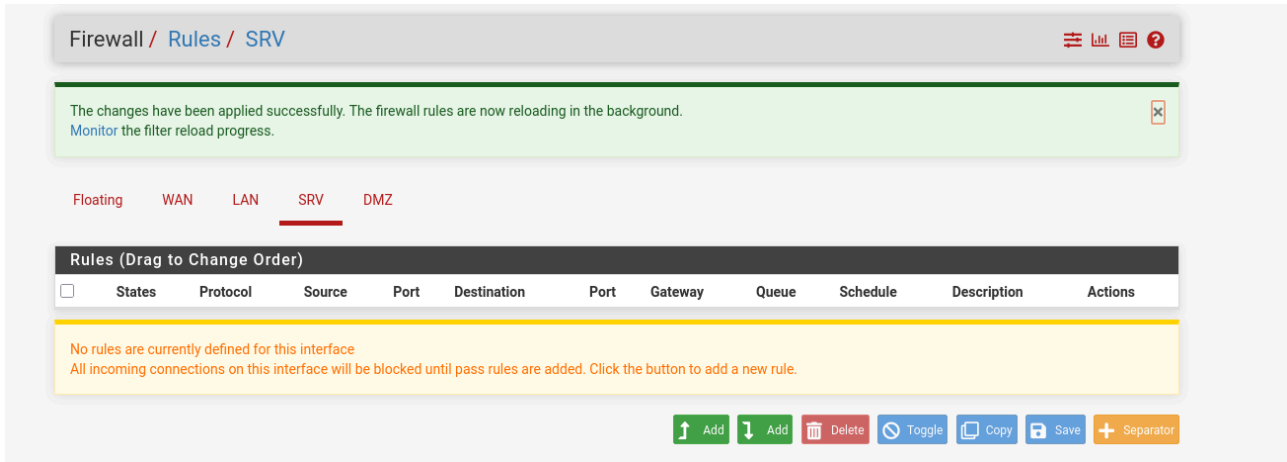 Firewall / Rules / SRV
The changes have been applied successfully. The firewall rules are now reloading in the background.
Monitor the filter reload progress.
Floating WAN LAN SRV DMZ
Rules (Drag to Change Order)
States Protocol Source Port Destination Port Gateway Queue Schedule Description Actions
No rules are currently defined for this interface
All incoming connections on this interface will be blocked until pass rules are added. Click the button to add a new rule.
Add Add Delete Toggle Copy Save Separator